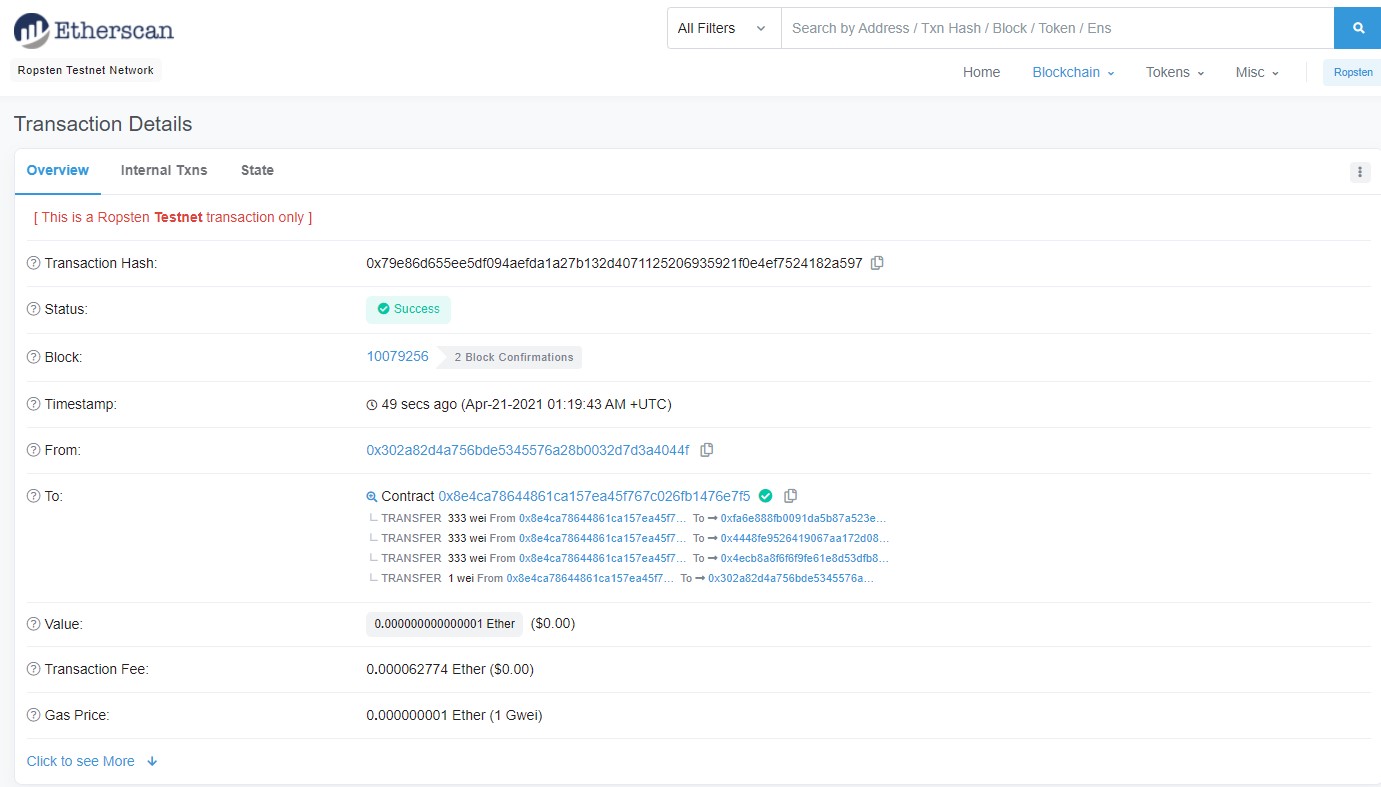 Etherscan
All Filters
Search by Address / Txn Hash / Block / Token / Ens
Ropsten Testnet Network
Home Blockchain Tokens Misc Ropsten
Transaction Details
Overview Internal Txns State
[ This is a Ropsten Testnet transaction only ]
Transaction Hash: 0x79e86d655ee5df094aefda1a27b132d4071125206935921f0e4ef7524182a597
Status: Success
Block: 10079256 2 Block Confirmations
Timestamp: 49 secs ago (Apr-21-2021 01:19:43 AM +UTC)
From: 0x302a82d4a756bde5345576a28b0032d7d3a4044f
To: Contract 0x8e4ca78644861ca157ea45f767c026fb1476e7f5
TRANSFER 333 wei From 0x8e4ca78644861ca157ea45f7... To → 0xfa6e888fb0091da5b87a523e...
TRANSFER 333 wei From 0x8e4ca78644861ca157ea45f7... To → 0x4448fe9526419067aa172d08...
TRANSFER 333 wei From 0x8e4ca78644861ca157ea45f7... To → 0x4ecb8a8f6f6f9fe61e8d53dfb8...
TRANSFER 1 wei From 0x8e4ca78644861ca157ea45f7... To → 0x302a82d4a756bde5345576a...
Value: 0.000000000000001 Ether ($0.00)
Transaction Fee: 0.000062774 Ether ($0.00)
Gas Price: 0.000000001 Ether (1 Gwei)
Click to see More